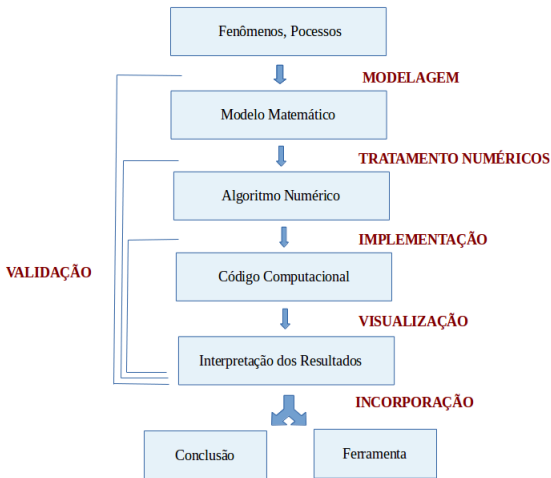 Fenômenos, Pocessos
MODELAGEM
Modelo Matemático
TRATAMENTO NUMÉRICOS
Algoritmo Numérico
IMPLEMENTAÇÃO
VALIDAÇÃO
Código Computacional
VISUALIZAÇÃO
Interpretação dos Resultados
INCORPORAÇÃO
Conclusão
Ferramenta